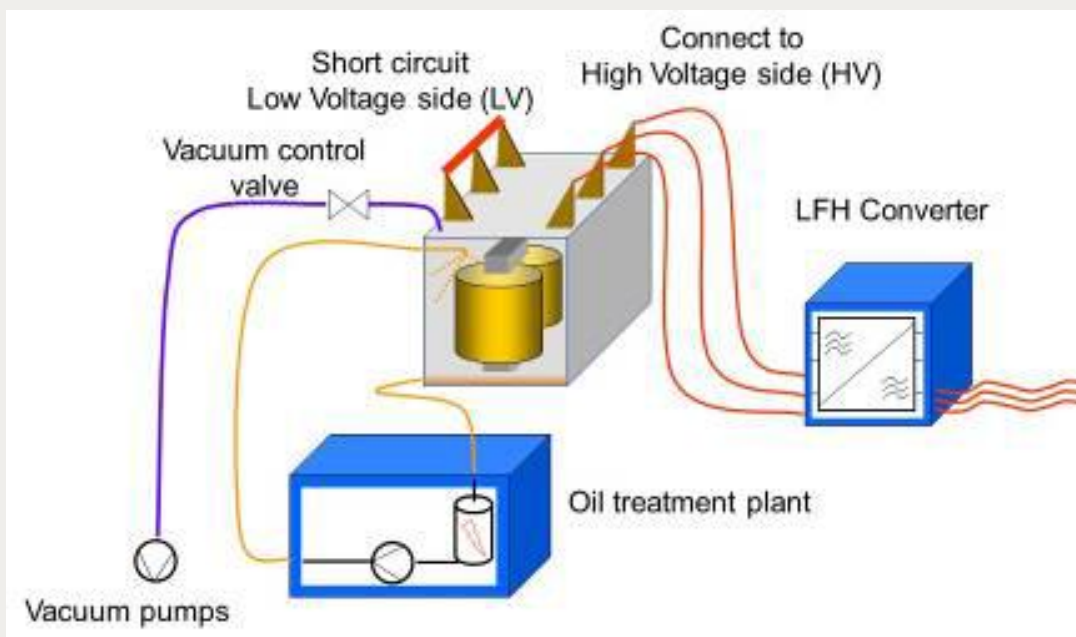 Short circuit
Low Voltage side (LV)
Connect to
High Voltage side (HV)
Vacuum control
valve
LFH Converter
Oil treatment plant
Vacuum pumps